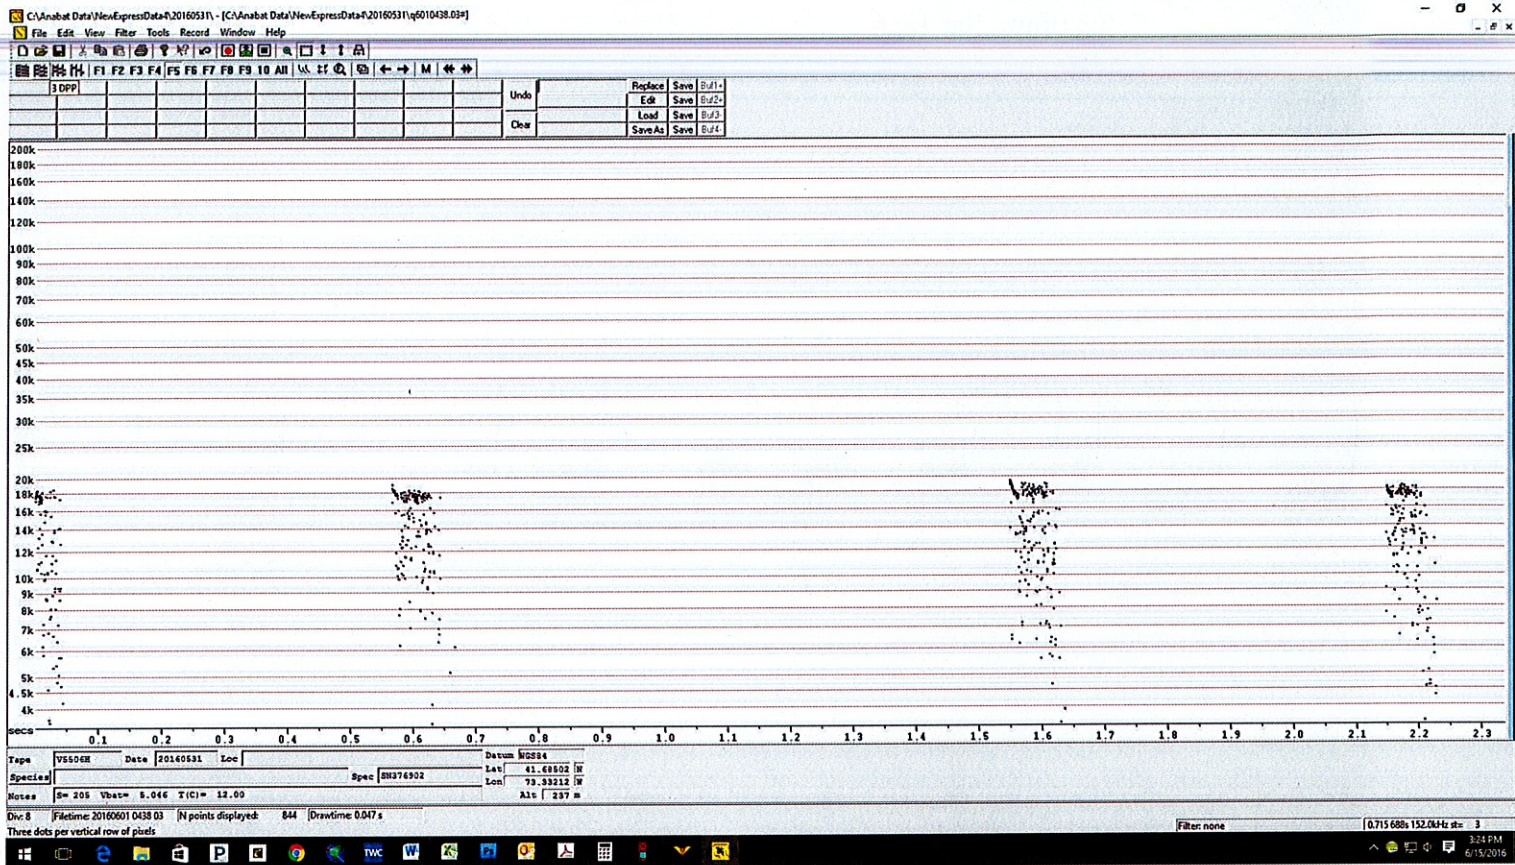 C:\Anabat Data\NewExpressData4\20160531\ - [C:\Anabat Data\NewExpressData4\20160531\q6010438.03#]
File Edit View Filter Tools Record Window Help
F1 F2 F3 F4 F5 F6 F7 F8 F9 10 All M
3 DPP
Undo
Clear
Replace Save Buf1+
Edit Save Buf2+
Load Save Buf3-
Save As Save Buf4-
200k
180k
160k
140k
120k
100k
90k
80k
70k
60k
50k
45k
40k
35k
30k
25k
20k
18k
16k
14k
12k
10k
9k
8k
7k
6k
5k
4.5k
4k
secs 0.1 0.2 0.3 0.4 0.5 0.6 0.7 0.8 0.9 1.0 1.1 1.2 1.3 1.4 1.5 1.6 1.7 1.8 1.9 2.0 2.1 2.2 2.3
Tape V5506H Date 20160531 Loc
Species Spec SN376902
Notes S= 205 Vbat= 5.046 T(C)= 12.00
Datum WGS84
Lat 41.68502 N
Lon 73.33212 W
Alt 237 m
Div: 8 Filetime: 20160601 0438 03 N points displayed: 844 Drawtime: 0.047 s Filter: none 0.715 688s 152.0kHz st= 3
Three dots per vertical row of pixels
TWC
3:24 PM
6/15/2016